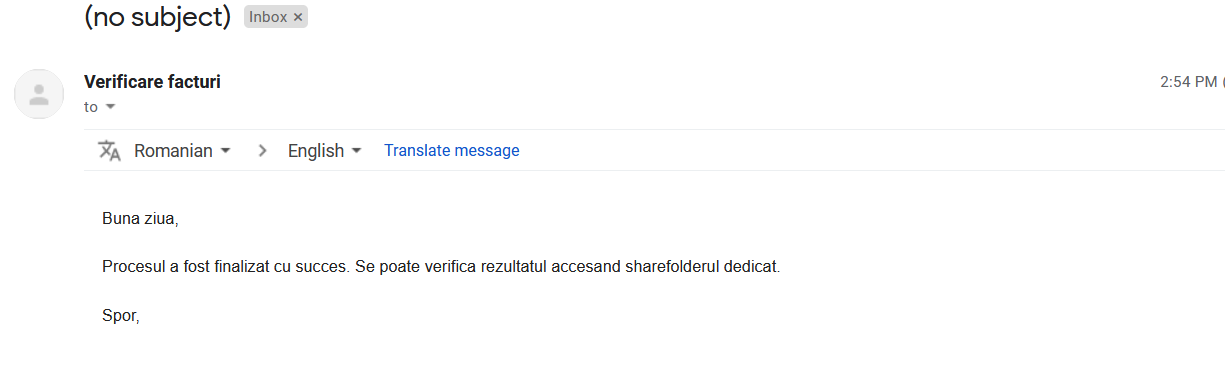 (no subject) Inbox ×
Verificare facturi
2:54 PM (
to
Romanian > English Translate message
Buna ziua,
Procesul a fost finalizat cu succes. Se poate verifica rezultatul accesand sharefolderul dedicat.
Spor,